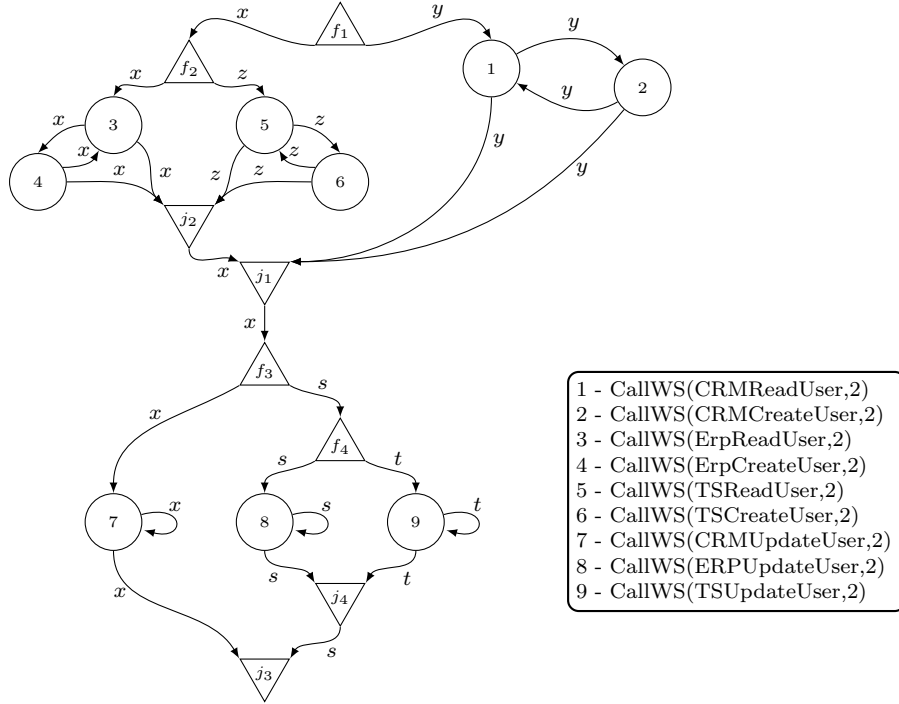 x
f1
y
f2
x
z
1
y
2
y
3
x
x
4
x
x
5
z
z
6
z
z
y
y
j2
x
j1
x
f3
x
s
f4
s
t
7
x
8
s
9
t
x
s
t
j4
s
j3
1 - CallWS(CRMReadUser,2)
2 - CallWS(CRMCreateUser,2)
3 - CallWS(ErpReadUser,2)
4 - CallWS(ErpCreateUser,2)
5 - CallWS(TSReadUser,2)
6 - CallWS(TSCreateUser,2)
7 - CallWS(CRMUpdateUser,2)
8 - CallWS(ERPUpdateUser,2)
9 - CallWS(TSUpdateUser,2)